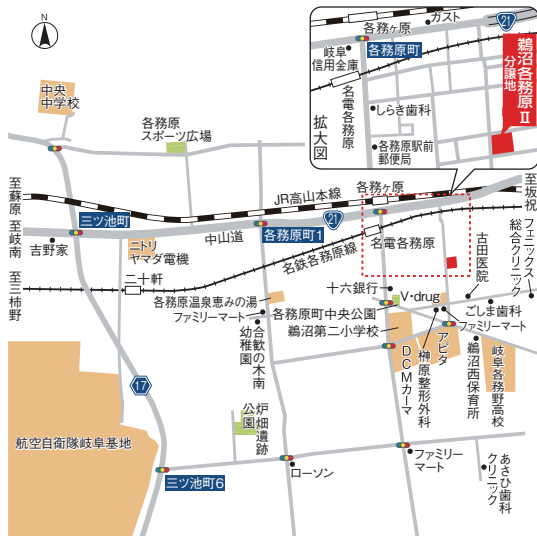 N
中央
中学校
各務原
スポーツ広場
至蘇原
至岐南
至三柿野
三ツ池町
吉野家
ニトリ
ヤマダ電機
中山道
二十軒
JR高山本線
各務ヶ原
21
各務原町1
名鉄各務原線
名電各務原
至坂祝
フェニックス
総合クリニック
古田医院
各務原温泉恵みの湯
ファミリーマート
合歓の木南
幼稚園
十六銀行
V・drug
各務原町中央公園
鵜沼第二小学校
ごしま歯科
ファミリーマート
アピタ
榊原整形外科
DCMカーマ
鵜沼西保育所
岐阜各務野高校
17
航空自衛隊岐阜基地
炉畑遺跡
公園
三ツ池町6
ローソン
ファミリー
マート
あさひ歯科
クリニック
各務ヶ原
ガスト
21
岐阜
信用金庫
各務原町
名電各務原
しらき歯科
各務原駅前
郵便局
拡大図
鵜沼各務原Ⅱ
分譲地